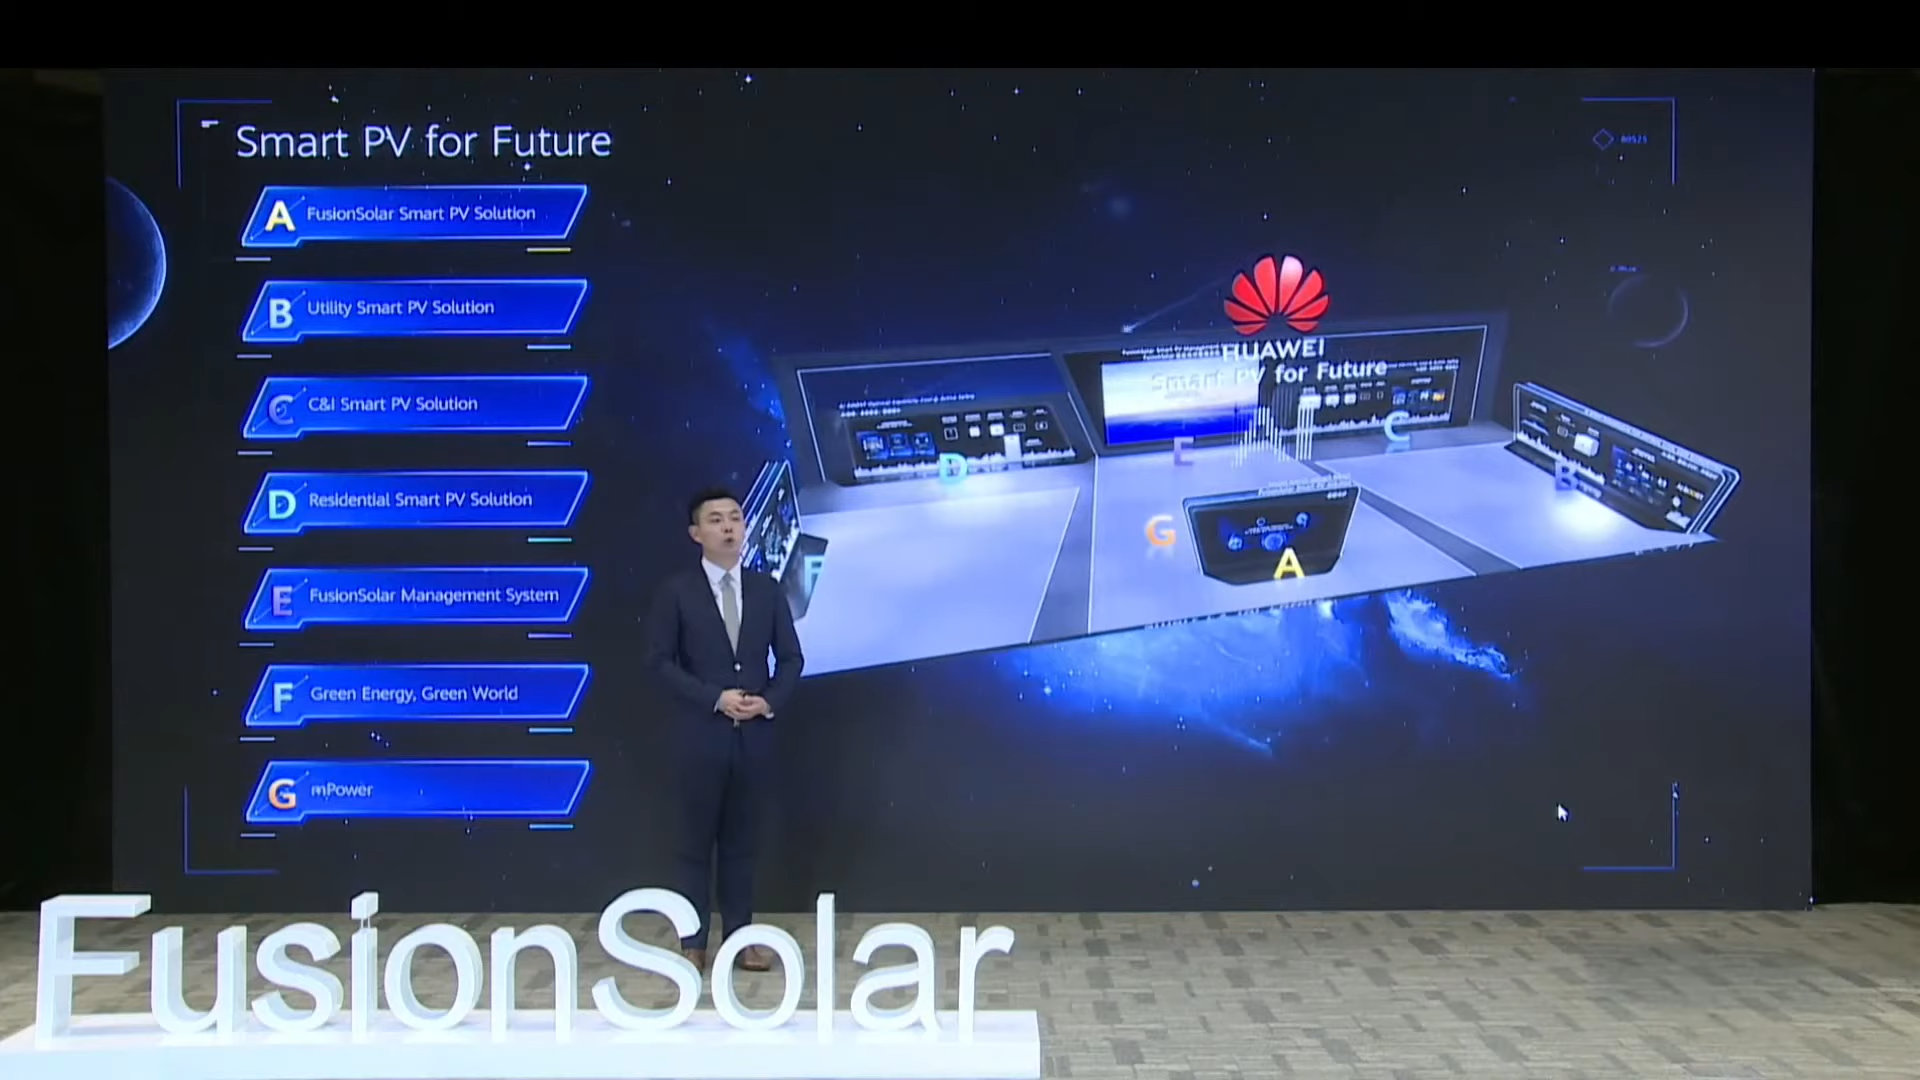 Smart PV for Future
A FusionSolar Smart PV Solution
B Utility Smart PV Solution
C C&I Smart PV Solution
D Residential Smart PV Solution
E FusionSolar Management System
F Green Energy, Green World
G mPower
HUAWEI
Smart PV for Future
C
E
D
B
G
A
F
FusionSolar